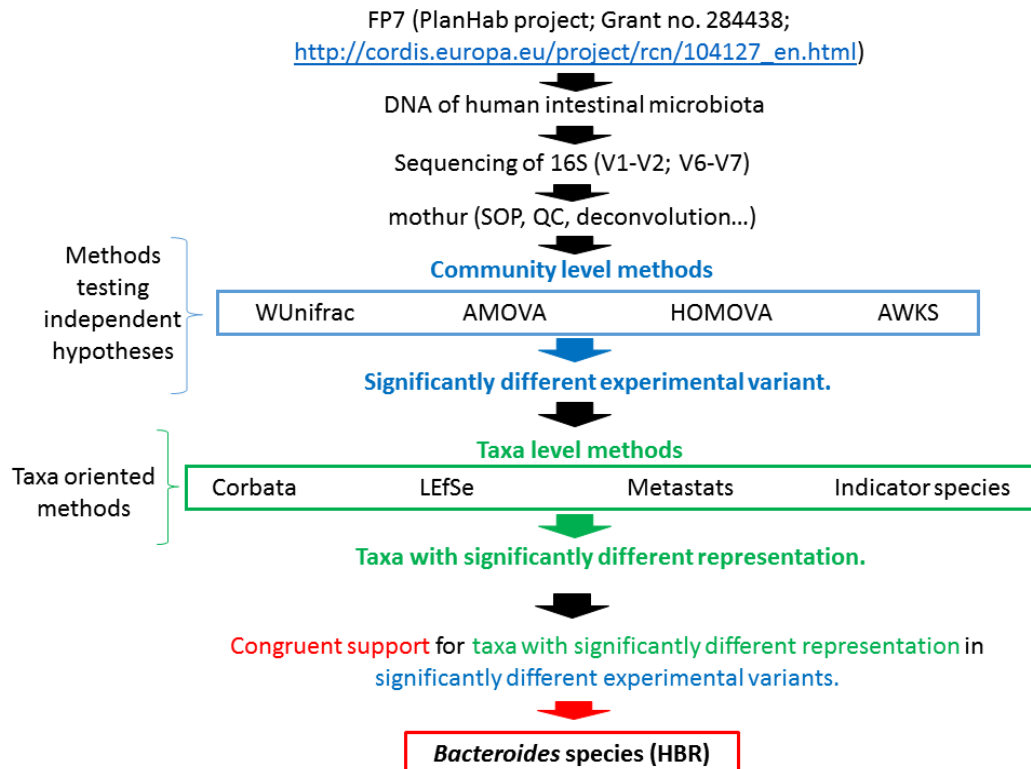 FP7 (PlanHab project; Grant no. 284438;
http://cordis.europa.eu/project/rcn/104127_en.html)
DNA of human intestinal microbiota
Sequencing of 16S (V1-V2; V6-V7)
mothur (SOP, QC, deconvolution...)
Methods
testing
independent
hypotheses
Community level methods
WUnifrac AMOVA HOMOVA AWKS
Significantly different experimental variant.
Taxa oriented
methods
Taxa level methods
Corbata LEfSe Metastats Indicator species
Taxa with significantly different representation.
Congruent support for taxa with significantly different representation in
significantly different experimental variants.
Bacteroides species (HBR)